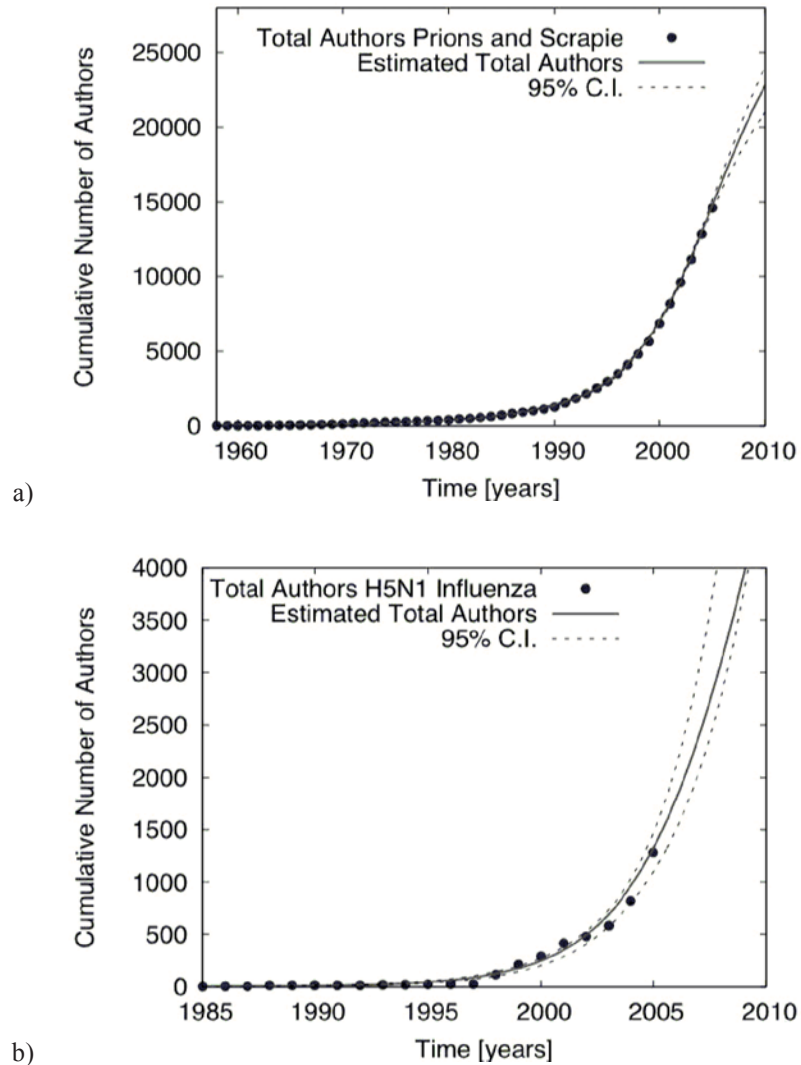 25000
20000
15000
10000
5000
0
Cumulative Number of Authors
Total Authors Prions and Scrapie
Estimated Total Authors
95% C.I.
1960 1970 1980 1990 2000 2010
Time [years]
a)
4000
3500
3000
2500
2000
1500
1000
500
0
Cumulative Number of Authors
Total Authors H5N1 Influenza
Estimated Total Authors
95% C.I.
1985 1990 1995 2000 2005 2010
Time [years]
b)